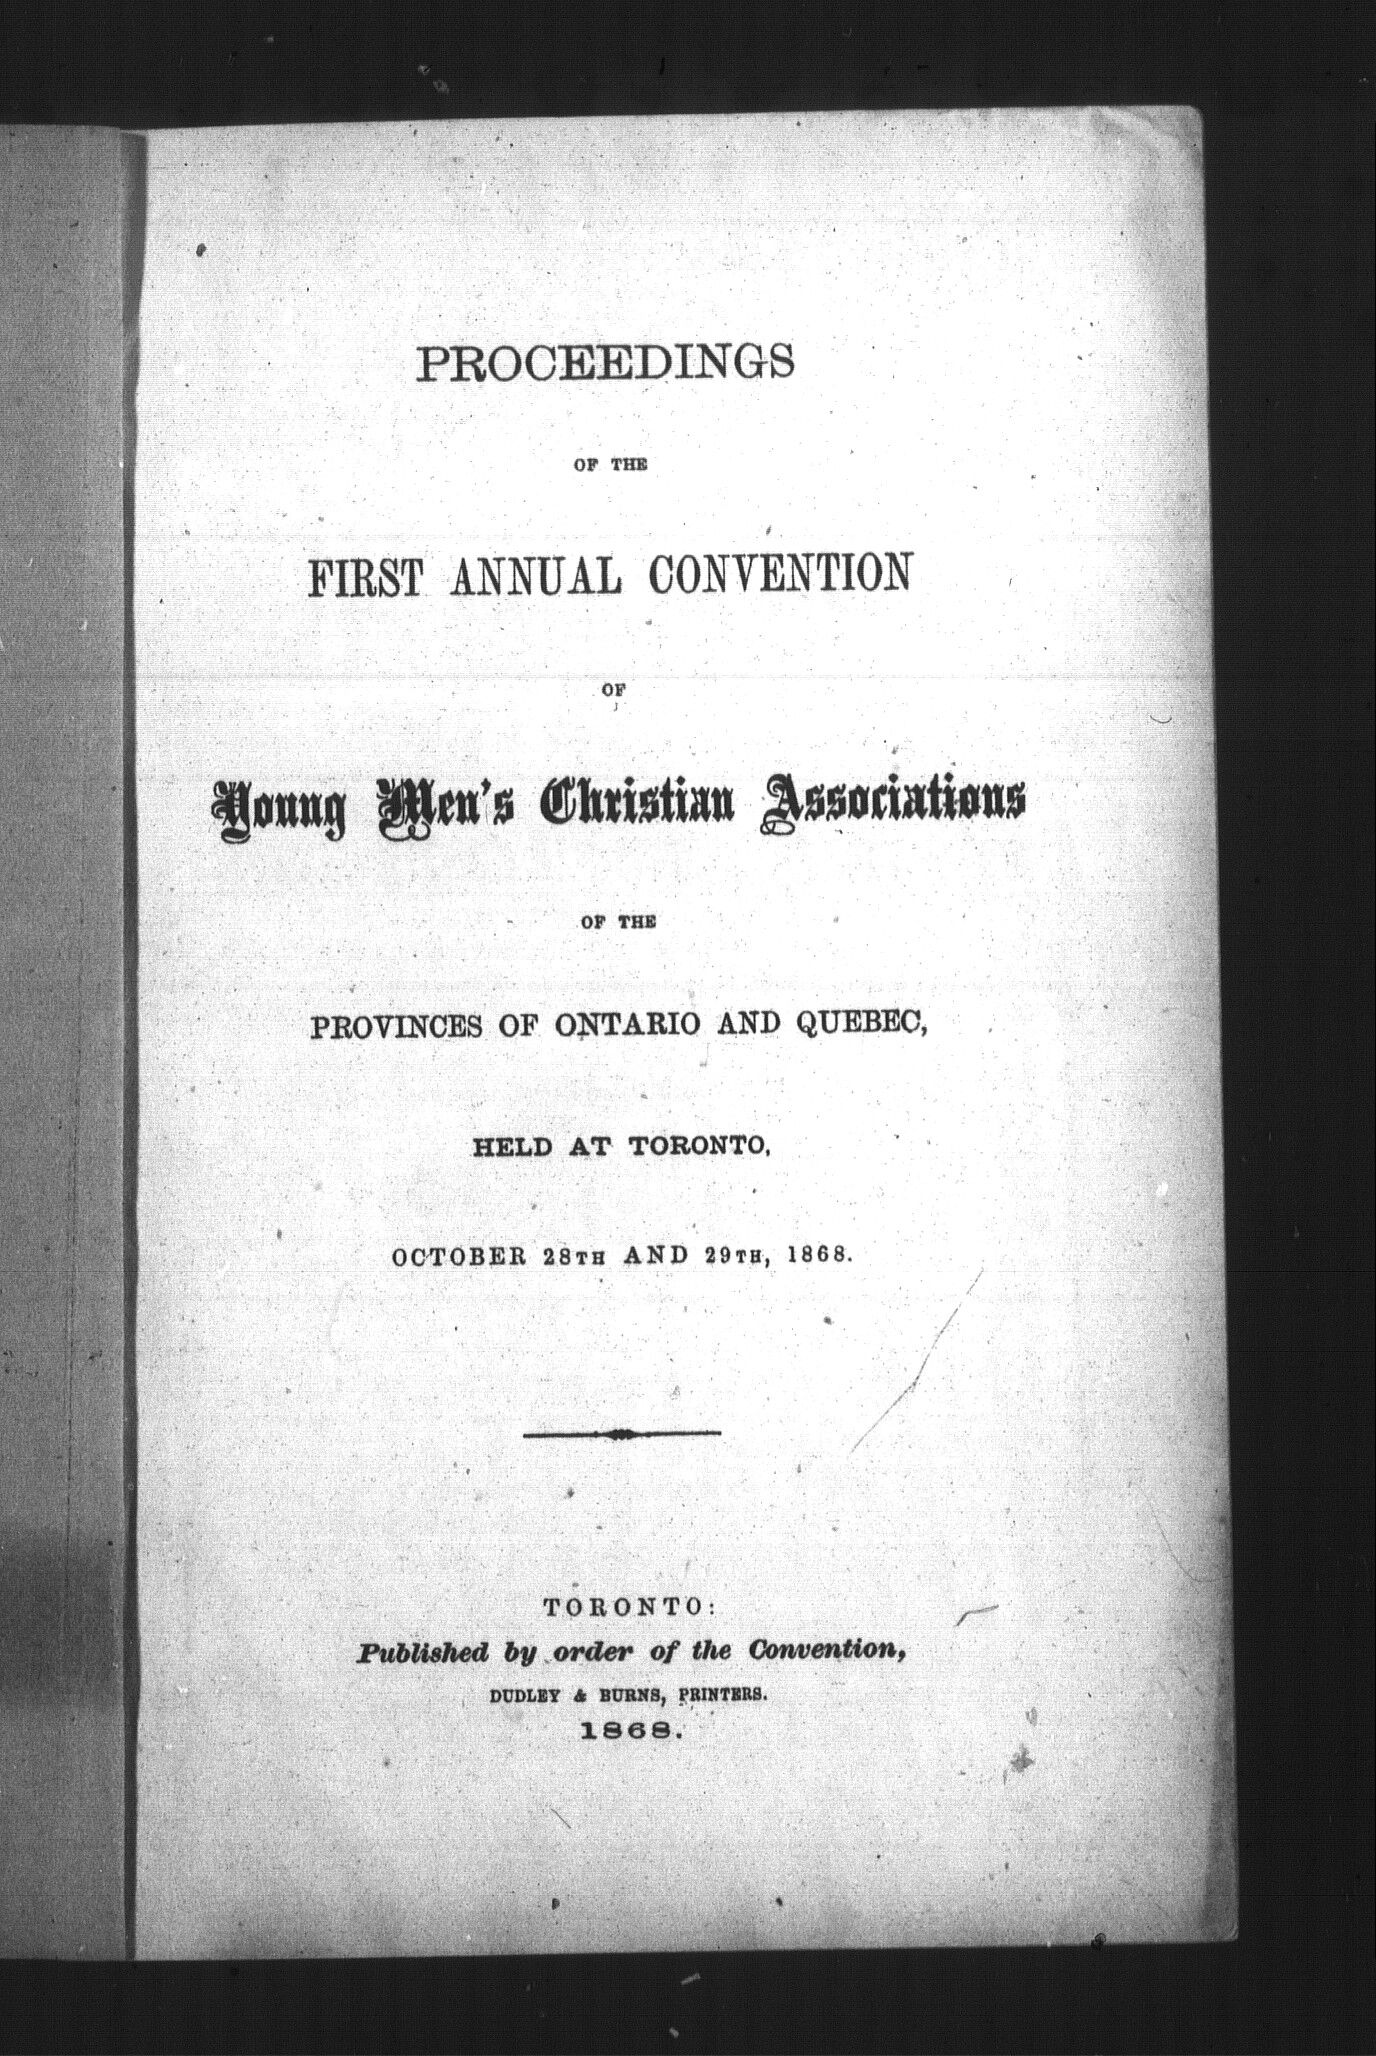 PROCEEDINGS
OF THE
FIRST ANNUAL CONVENTION
OF
Young Men's Christian Associations
OF THE
PROVINCES OF ONTARIO AND QUEBEC,
HELD AT TORONTO,
OCTOBER 28TH AND 29TH, 1868.
TORONTO:
Published by order of the Convention,
DUDLEY & BURNS, PRINTERS.
1868.